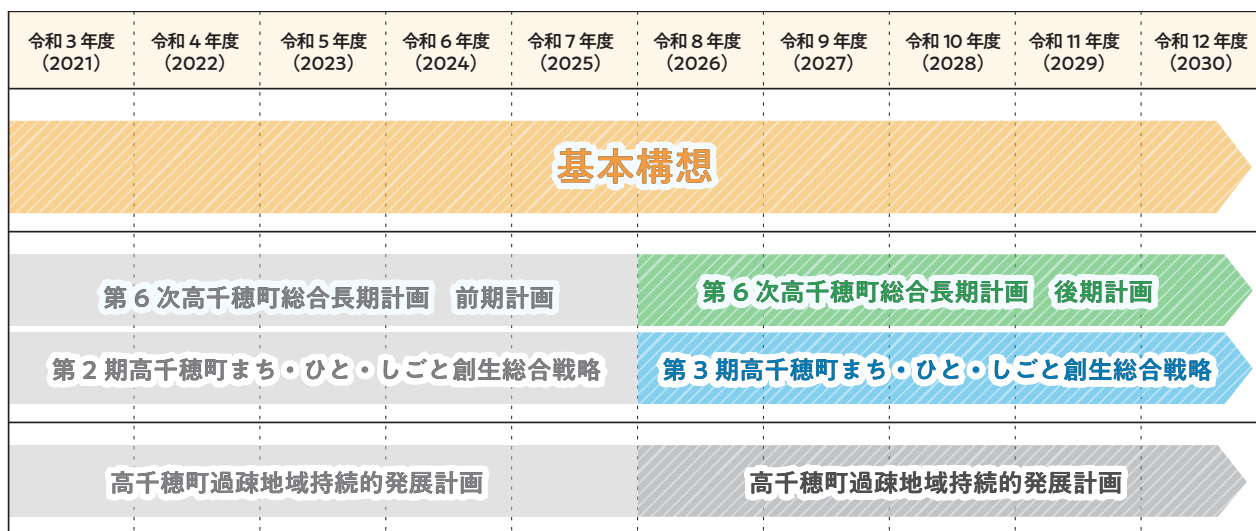 令和3年度 令和4年度 令和5年度 令和6年度 令和7年度 令和8年度 令和9年度 令和10年度 令和11年度 令和12年度
（2021） （2022） （2023） （2024） （2025） （2026） （2027） （2028） （2029） （2030）
基本構想
第6次高千穂町総合長期計画　前期計画
第6次高千穂町総合長期計画　後期計画
第2期高千穂町まち・ひと・しごと創生総合戦略
第3期高千穂町まち・ひと・しごと創生総合戦略
高千穂町過疎地域持続的発展計画
高千穂町過疎地域持続的発展計画